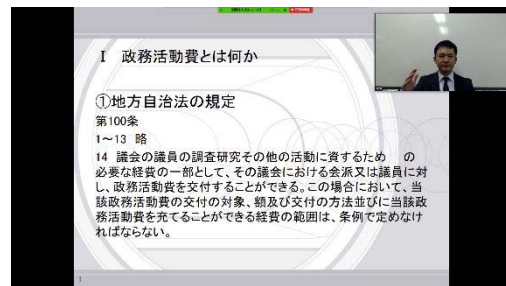 Ⅰ 政務活動費とは何か
①地方自治法の規定
第100条
1～13 略
14 議会の議員の調査研究その他の活動に資するため の
必要な経費の一部として、その議会における会派又は議員に対
し、政務活動費を交付することができる。この場合において、当
該政務活動費の交付の対象、額及び交付の方法並びに当該政
務活動費を充てることができる経費の範囲は、条例で定めなけ
ればならない。
1